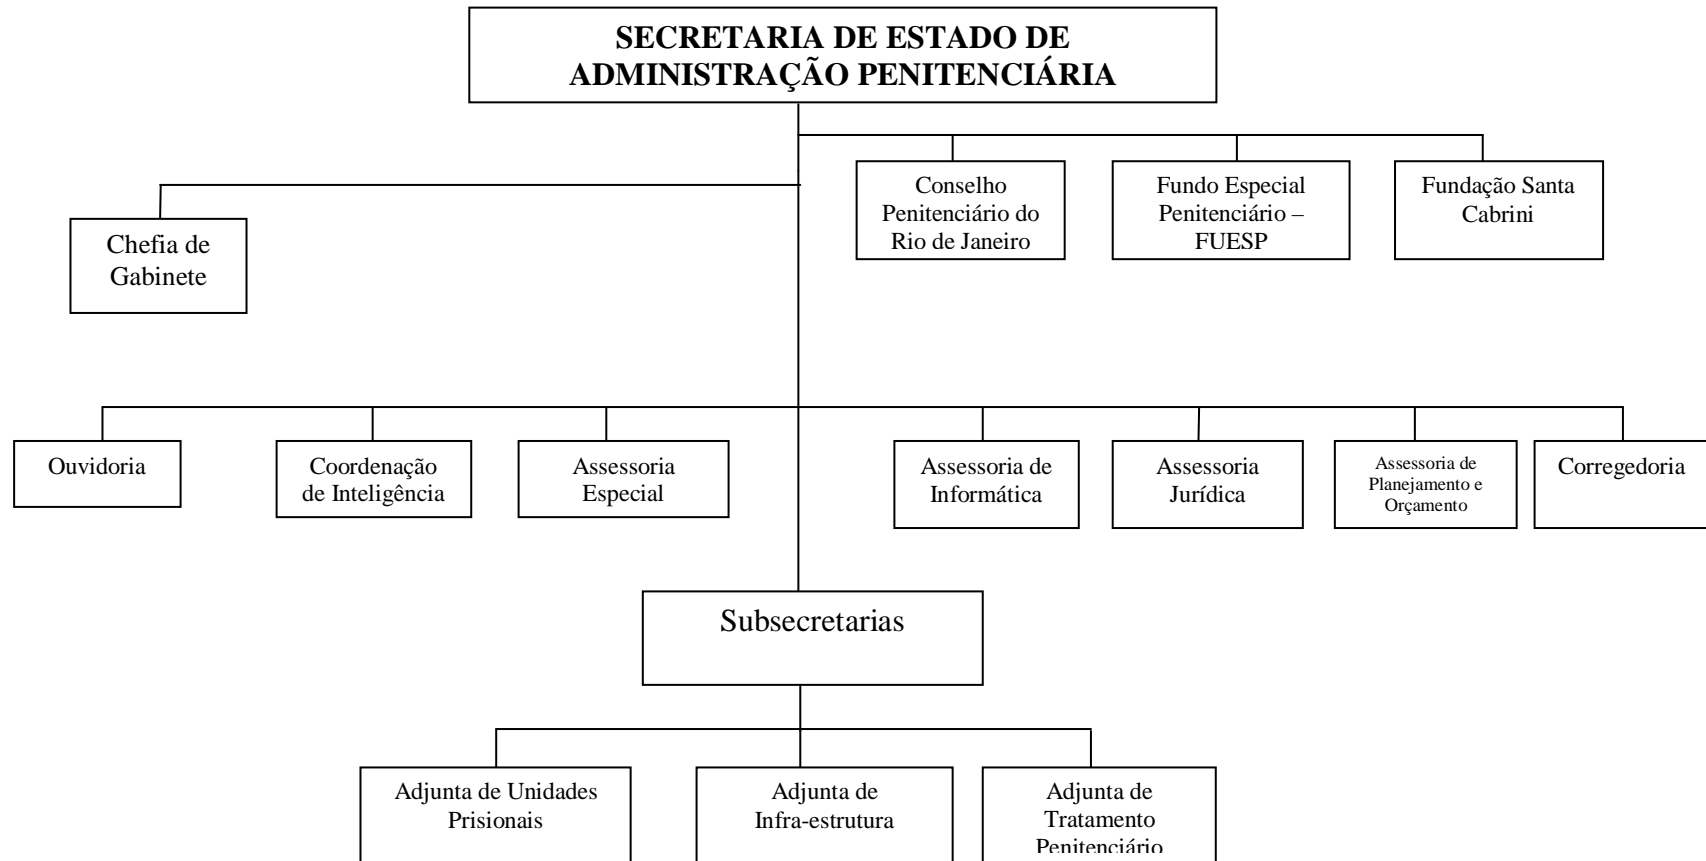 SECRETARIA DE ESTADO DE
ADMINISTRAÇÃO PENITENCIÁRIA
Conselho
Penitenciário do
Rio de Janeiro
Fundo Especial
Penitenciário –
FUESP
Fundação Santa
Cabrini
Chefia de
Gabinete
Ouvidoria
Coordenação
de Inteligência
Assessoria
Especial
Assessoria de
Informática
Assessoria
Jurídica
Assessoria de
Planejamento e
Orçamento
Corregedoria
Subsecretarias
Adjunta de Unidades
Prisionais
Adjunta de
Infra-estrutura
Adjunta de
Tratamento
Penitenciário